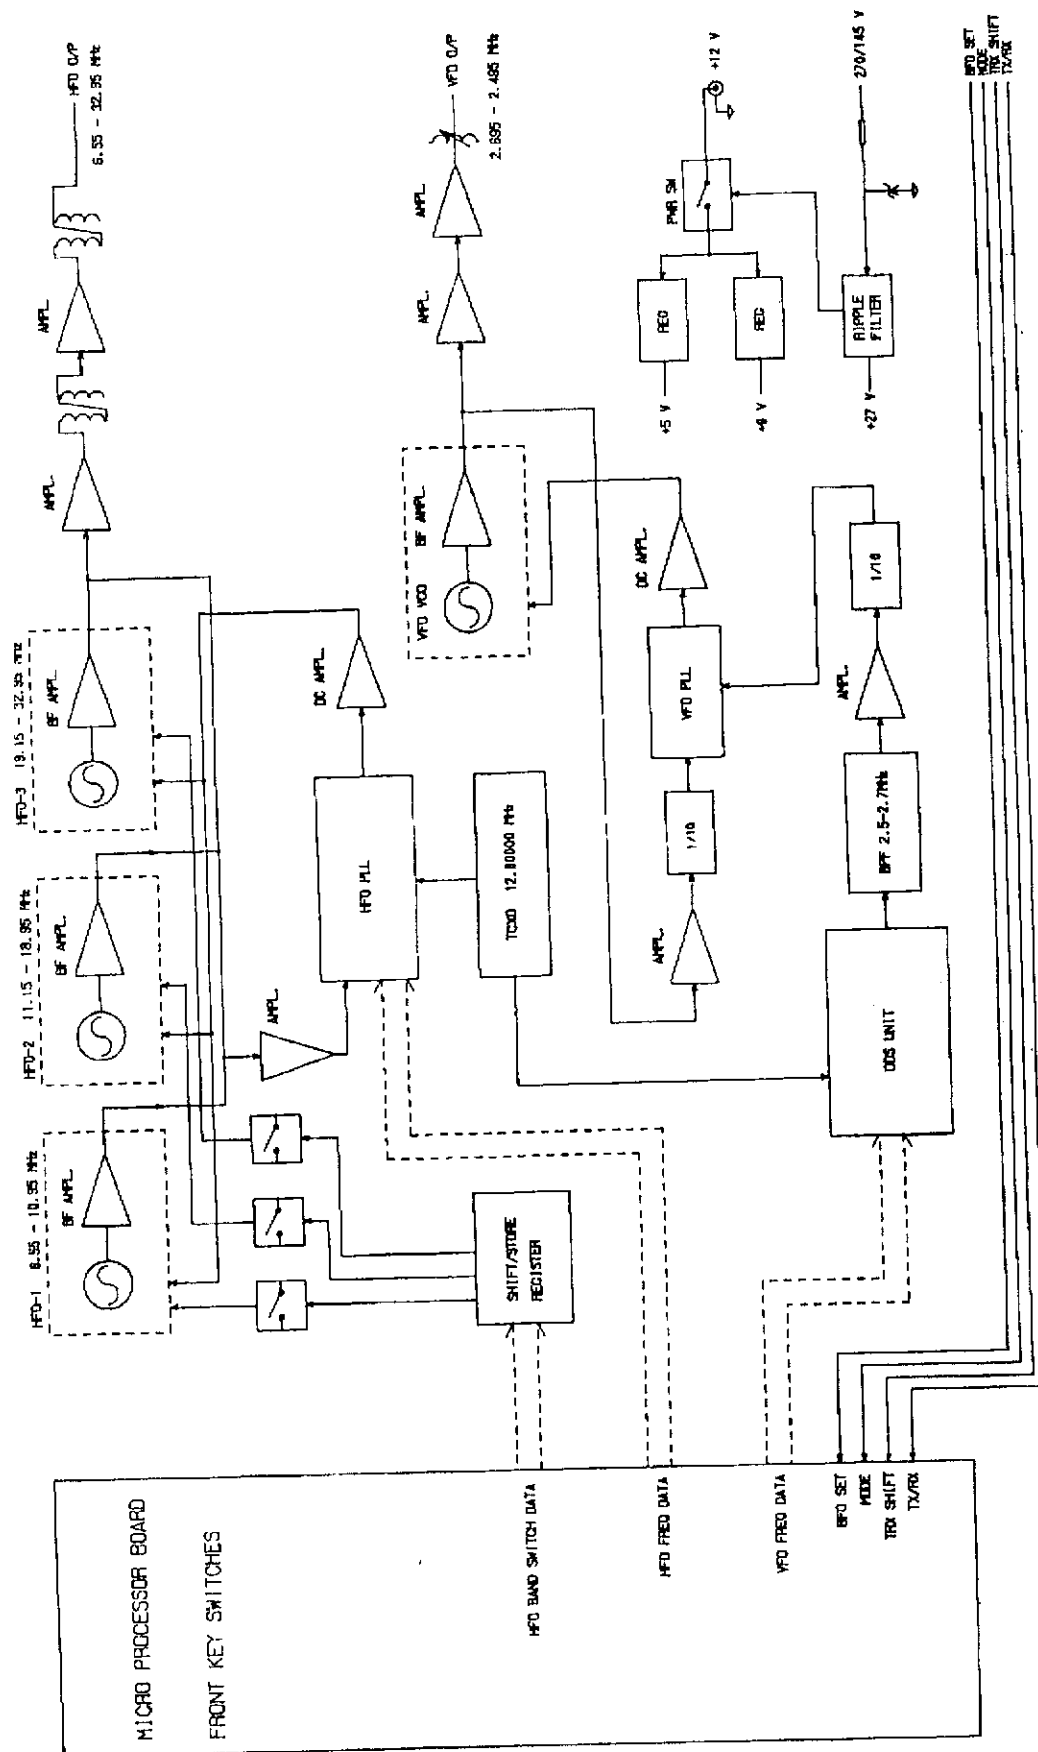 MICRO PROCESSOR BOARD
FRONT KEY SWITCHES
HFO BAND SWITCH DATA
HFO FREQ DATA
VFO FREQ DATA
BFO SET
MODE
TRX SHIFT
TX/RX
HFO-1 6.55 - 10.95 MHz
BF AMPL.
HFO-2 11.15 - 18.95 MHz
BF AMPL.
HFO-3 19.15 - 32.95 MHz
BF AMPL.
AMPL.
AMPL.
HFO O/P
6.55 - 32.95 MHz
SHIFT/STORE
REGISTER
AMPL.
HFO PLL
DC AMPL.
TCXO 12.80000 MHz
VFO VCO
BF AMPL.
AMPL.
AMPL.
VFO O/P
2.695 - 2.495 MHz
AMPL.
1/10
VFO PLL
DC AMPL.
DDS UNIT
BPF 2.5-2.7MHz
AMPL.
1/10
+5 V
REG
PWR SW
+12 V
REG
+27 V
RIPPLE
FILTER
270/145 V
BFO SET
MODE
TRX SHIFT
TX/RX